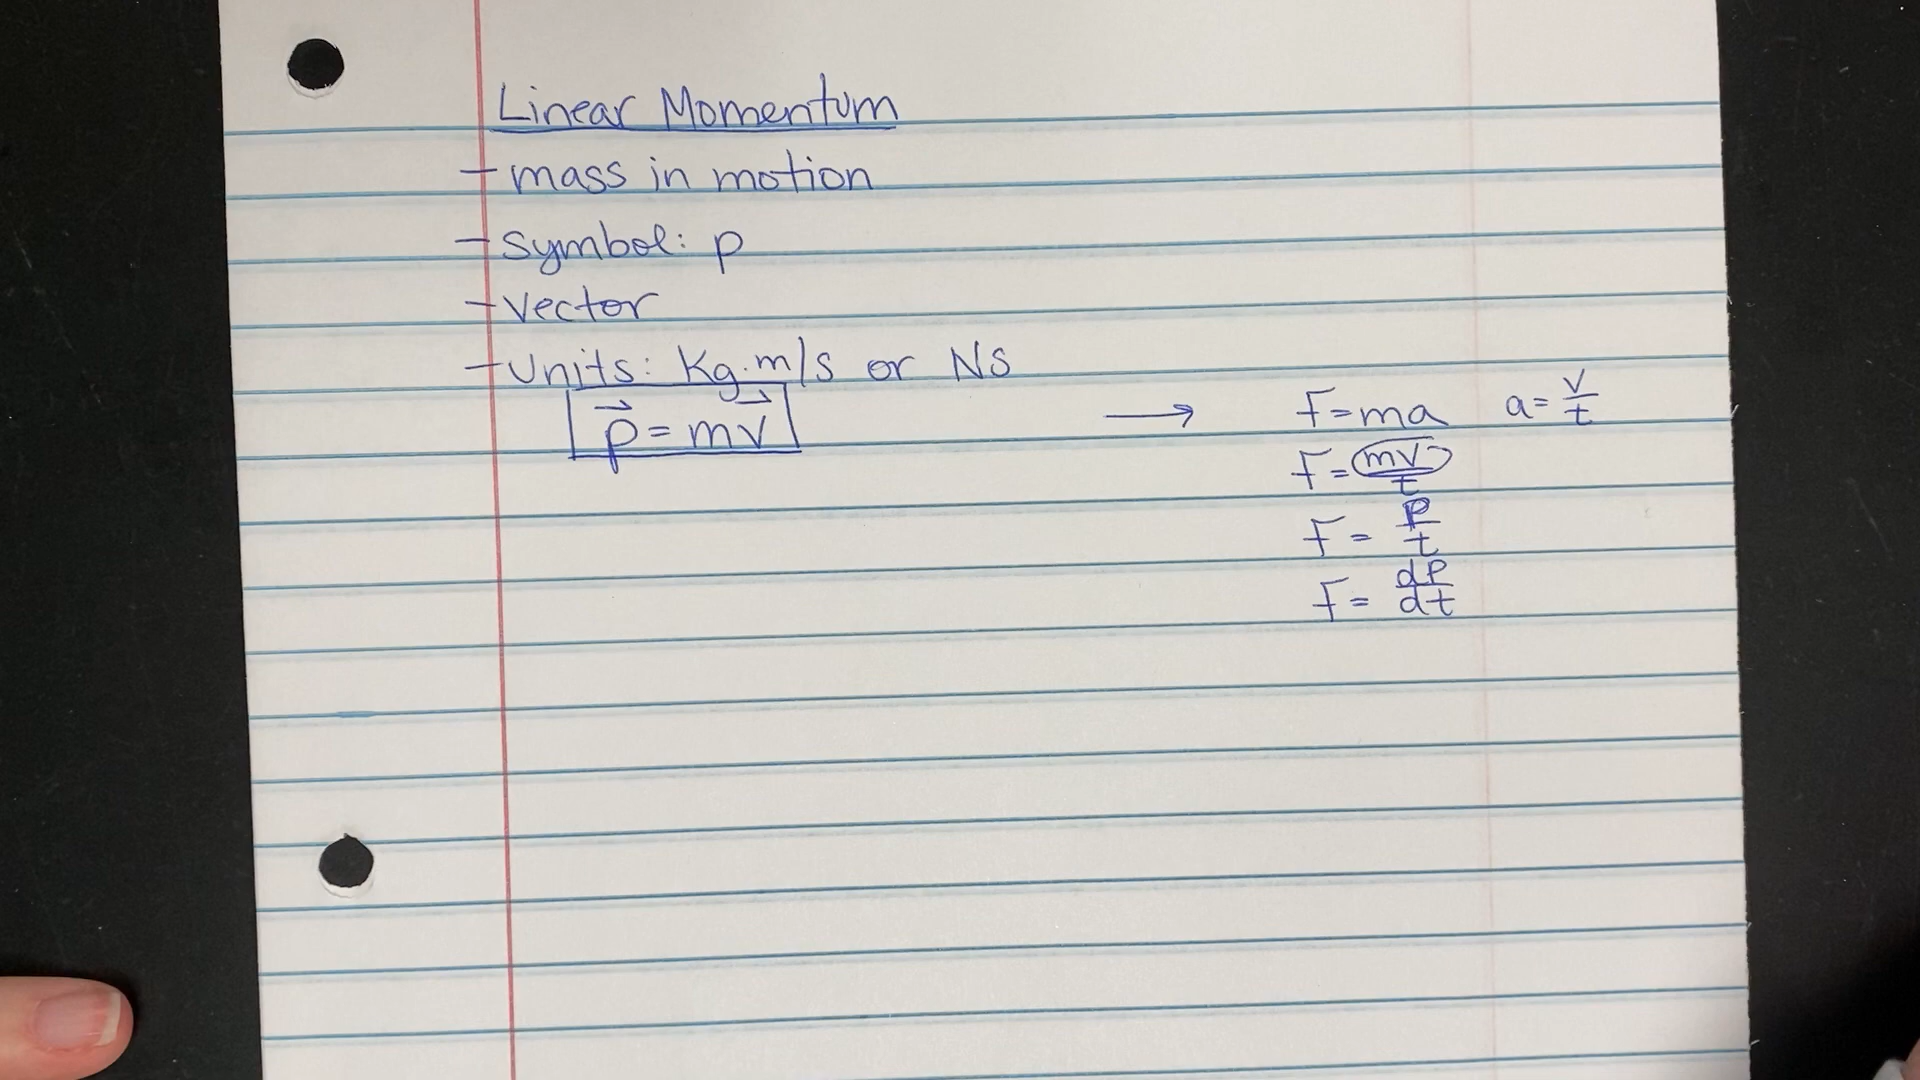 Linear Momentum
- mass in motion
- symbol: p
- vector
- Units: Kg·m/s or Ns
p⃗ = mv⃗ → F=ma a=v/t
F=mv/t
F=p/t
F=dP/dt